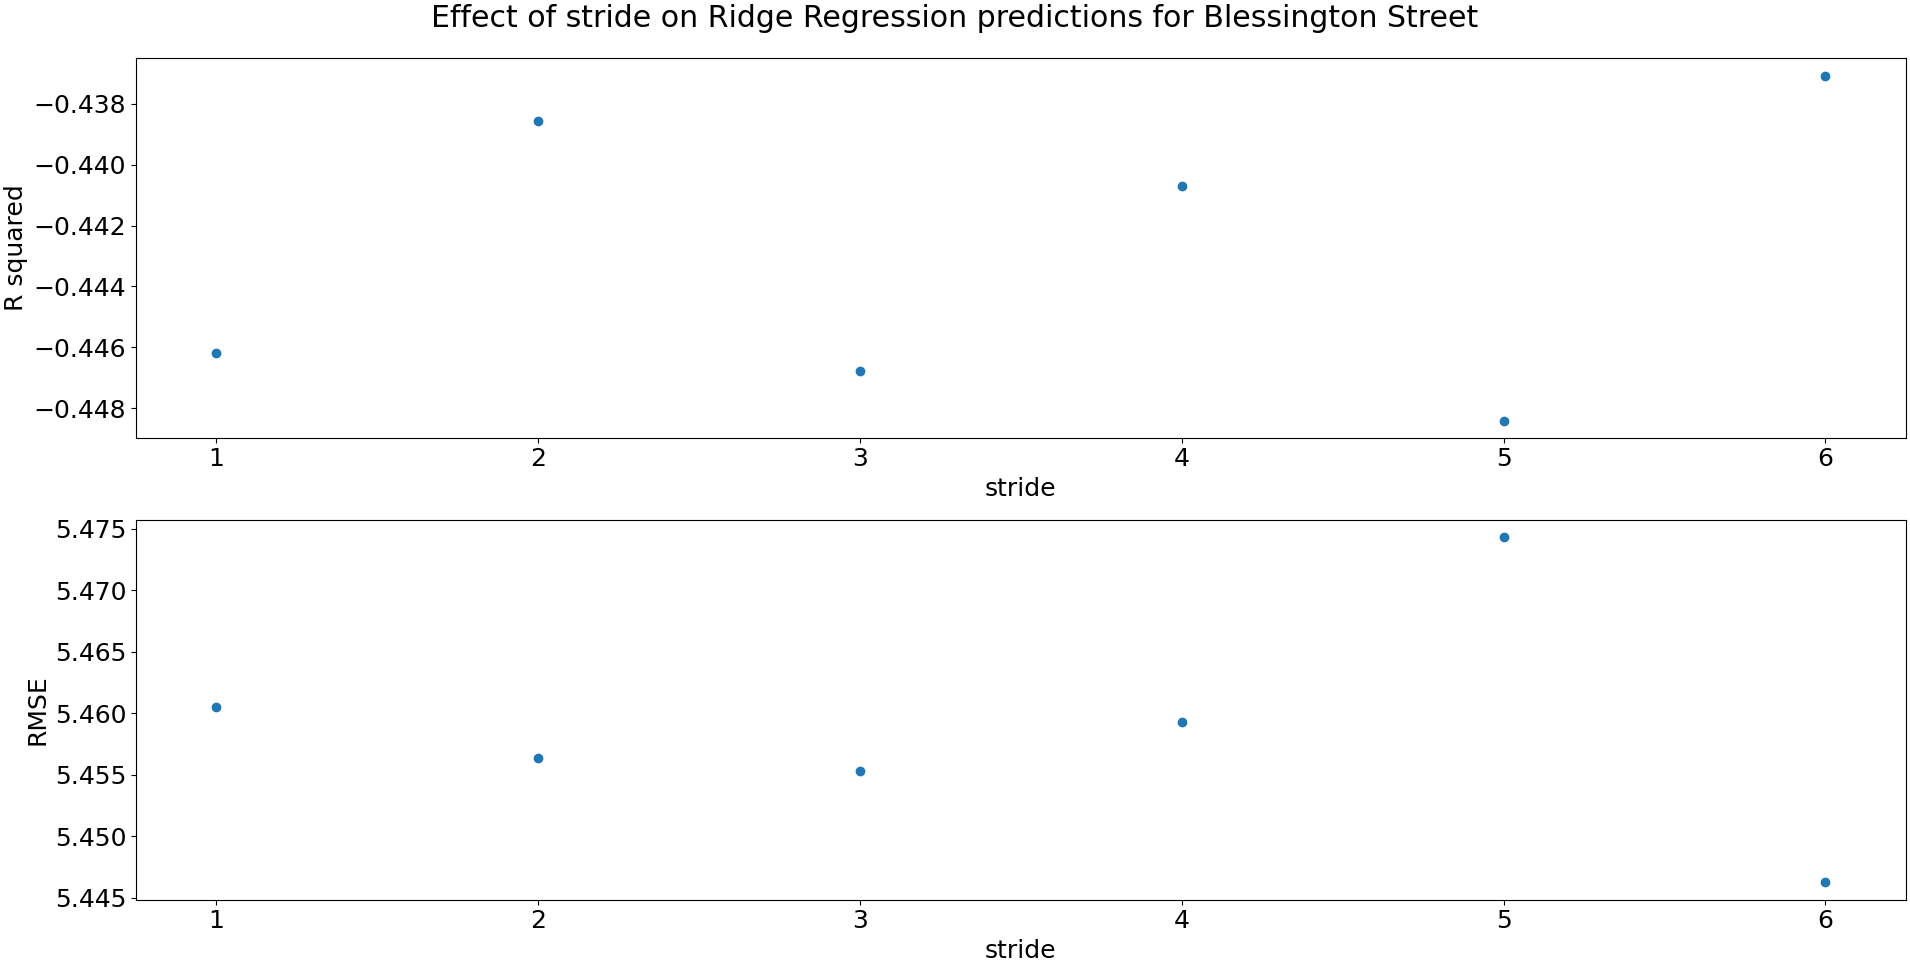 Effect of stride on Ridge Regression predictions for Blessington Street
R squared
−0.438
−0.440
−0.442
−0.444
−0.446
−0.448
1 2 3 4 5 6
stride
RMSE
5.475
5.470
5.465
5.460
5.455
5.450
5.445
1 2 3 4 5 6
stride